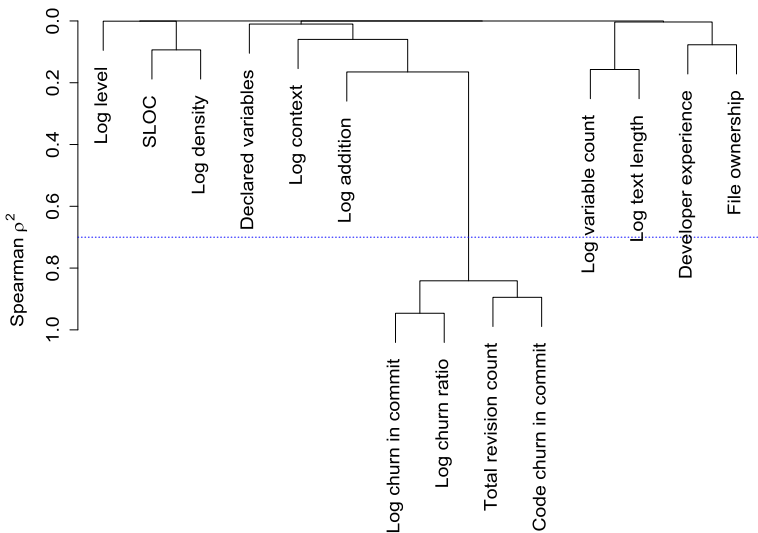 Spearman ρ²
0.0
0.2
0.4
0.6
0.8
1.0
Log level
SLOC
Log density
Declared variables
Log context
Log addition
Log churn in commit
Log churn ratio
Total revision count
Code churn in commit
Log variable count
Log text length
Developer experience
File ownership